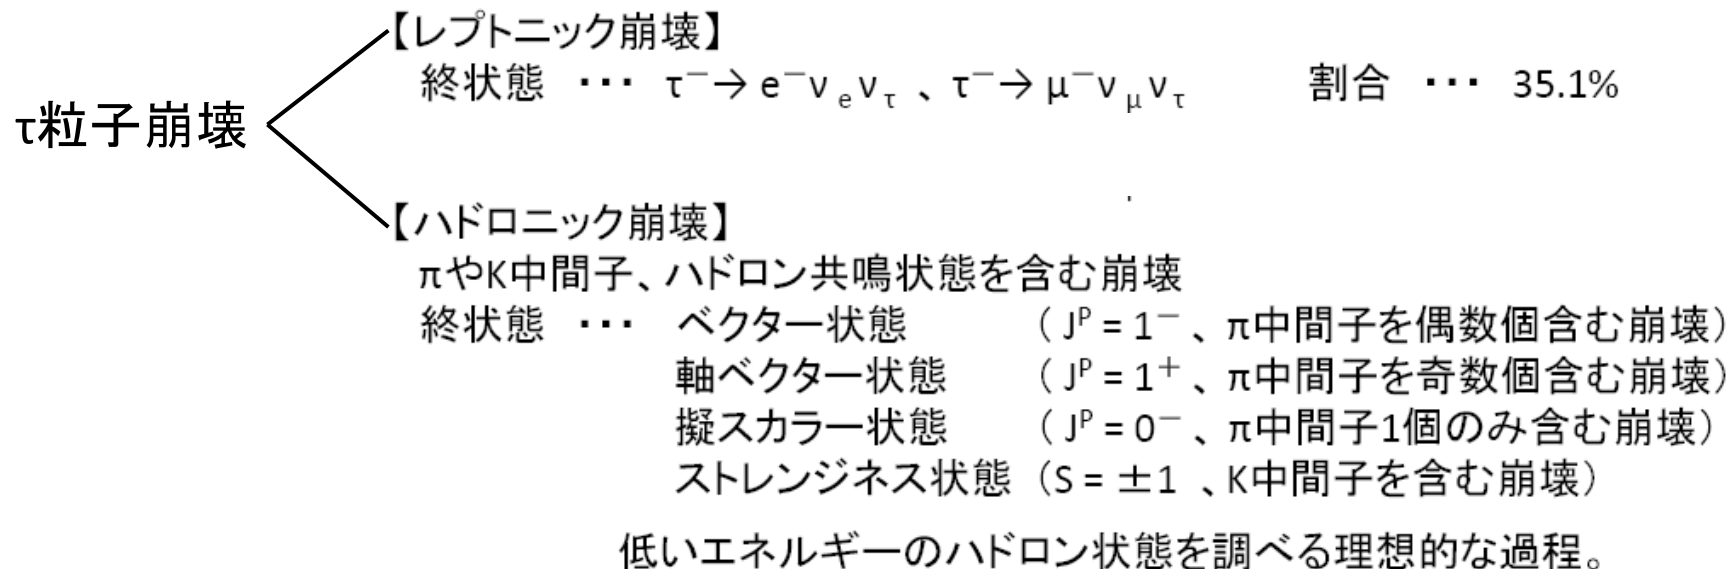 【レプトニック崩壊】
終状態 ・・・ τ⁻→ e⁻ν e ν τ 、τ⁻→ μ⁻ν μ ν τ 割合 ・・・ 35.1%
τ粒子崩壊
【ハドロニック崩壊】
πやK中間子、ハドロン共鳴状態を含む崩壊
終状態 ・・・ ベクター状態 （ Jᴾ = 1⁻ 、π中間子を偶数個含む崩壊）
軸ベクター状態 （ Jᴾ = 1⁺ 、π中間子を奇数個含む崩壊）
擬スカラー状態 （ Jᴾ = 0⁻ 、π中間子1個のみ含む崩壊）
ストレンジネス状態（S = ±1 、K中間子を含む崩壊）
低いエネルギーのハドロン状態を調べる理想的な過程。